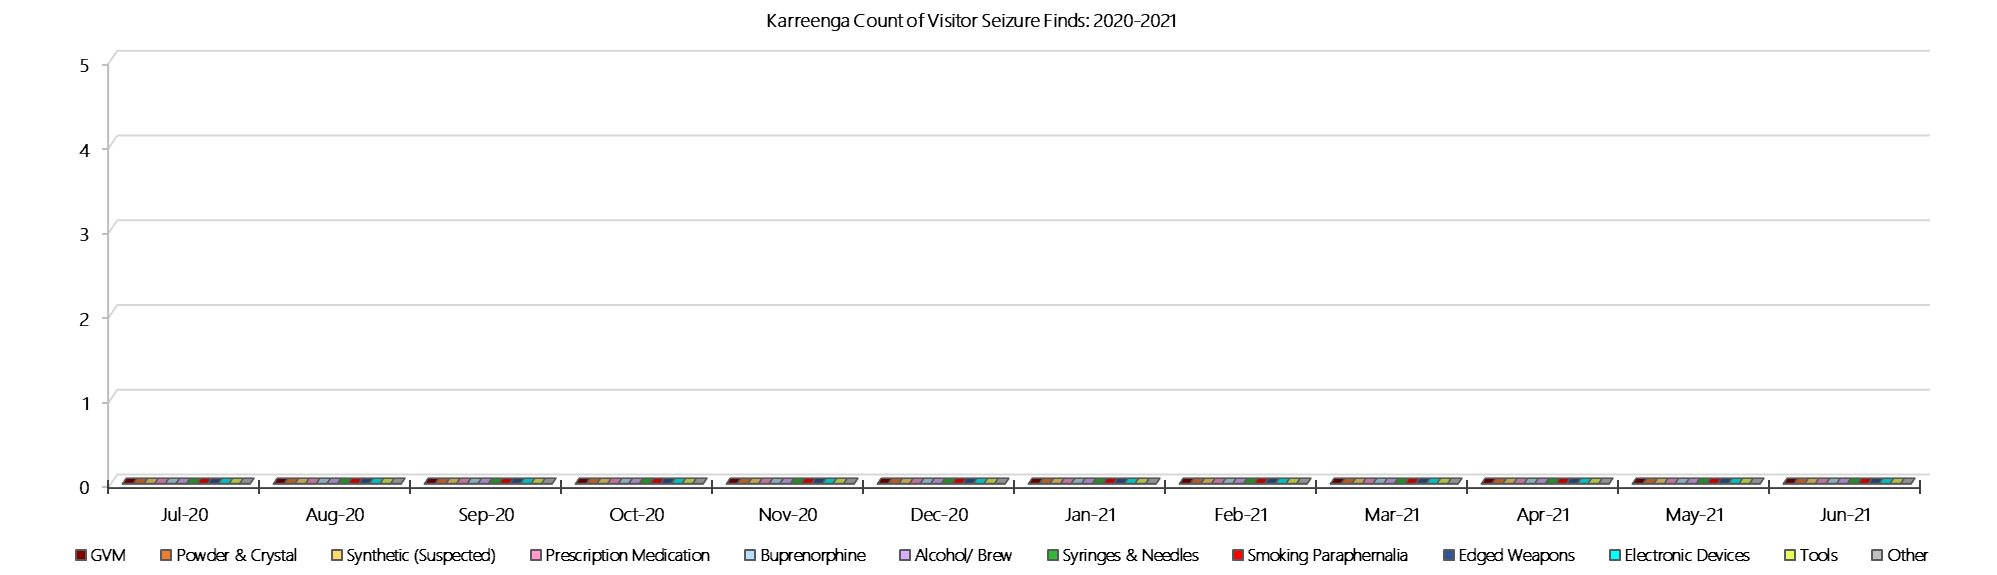 Karreenga Count of Visitor Seizure Finds: 2020-2021
5
4
3
2
1
0
Jul-20 Aug-20 Sep-20 Oct-20 Nov-20 Dec-20 Jan-21 Feb-21 Mar-21 Apr-21 May-21 Jun-21
GVM Powder & Crystal Synthetic (Suspected) Prescription Medication Buprenorphine Alcohol/ Brew Syringes & Needles Smoking Paraphernalia Edged Weapons Electronic Devices Tools Other